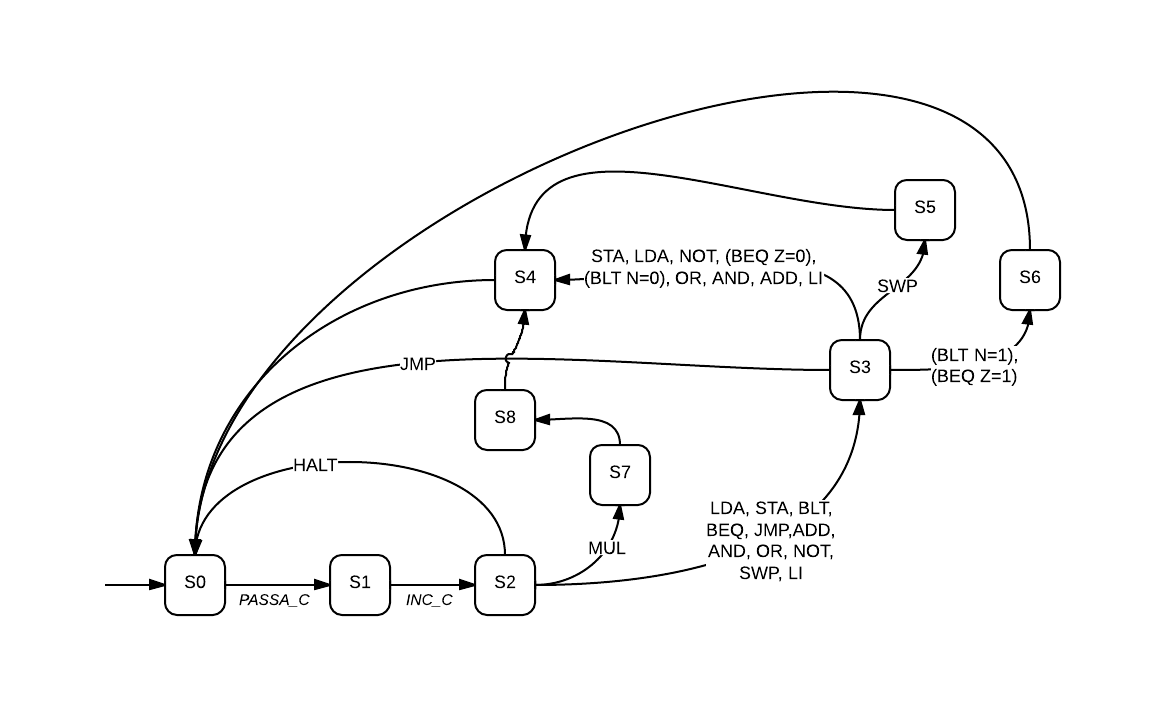 S5
S4
STA, LDA, NOT, (BEQ Z=0),
(BLT N=0), OR, AND, ADD, LI
SWP
S6
JMP
S3
(BLT N=1),
(BEQ Z=1)
S8
HALT
S7
LDA, STA, BLT,
BEQ, JMP,ADD,
AND, OR, NOT,
SWP, LI
MUL
S0
PASSA_C
S1
INC_C
S2